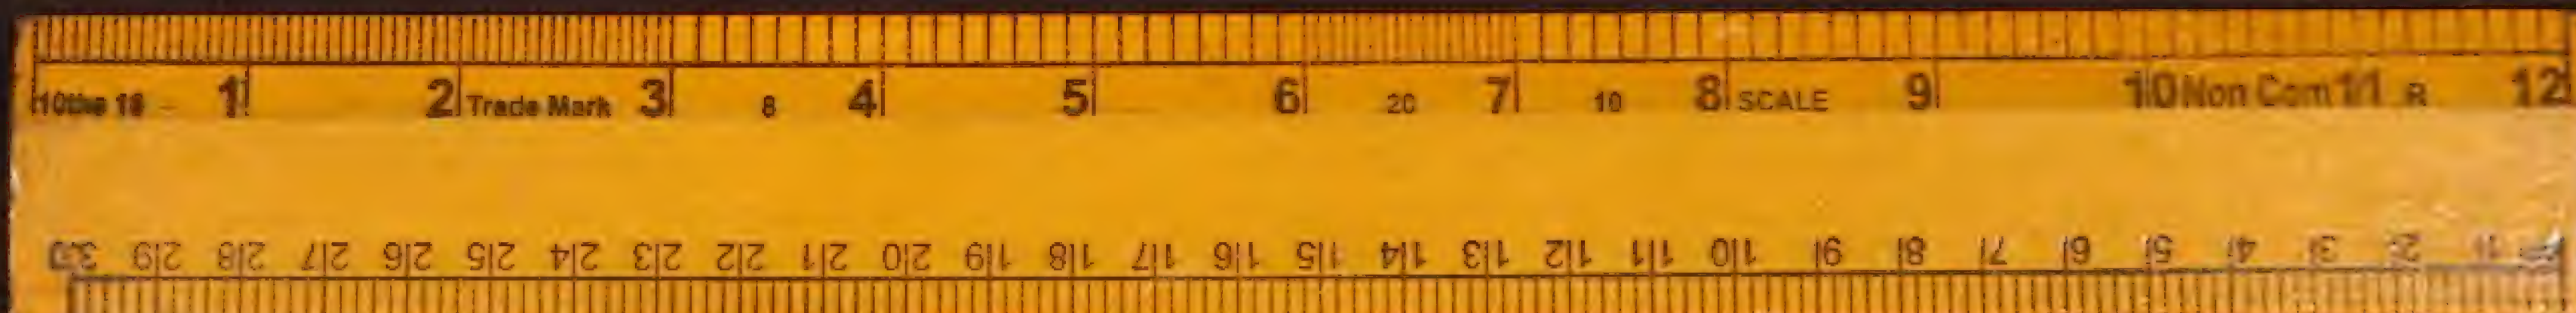 10ths 16 1 2 Trade Mark 3 8 4 5 6 20 7 10 8 SCALE 9 10 Non Com 11 R 12
30 29 28 27 26 25 24 23 22 21 20 19 18 17 16 15 14 13 12 11 10 9 8 7 6 5 4 3 2 1